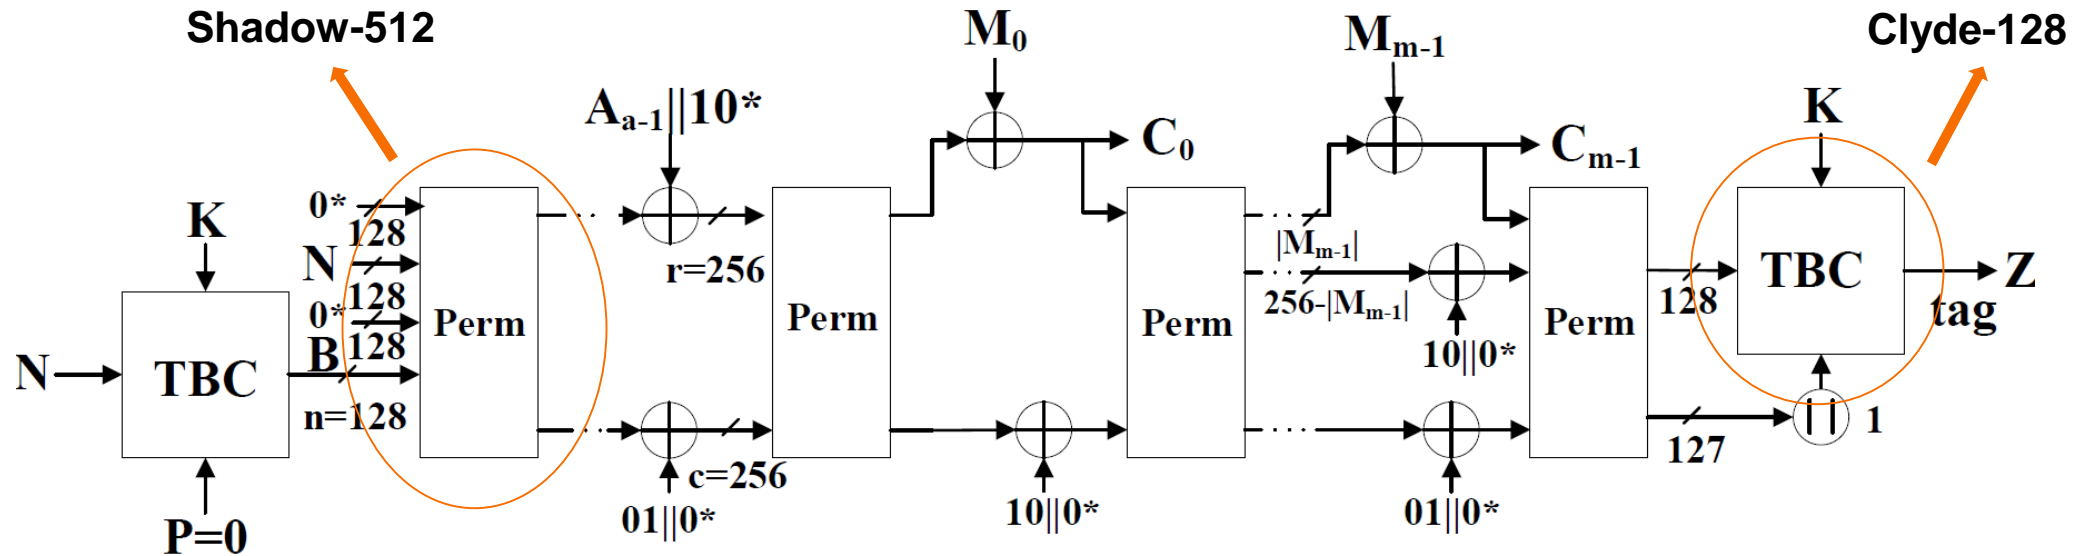 Shadow-512
Clyde-128
M₀
Mₘ₋₁
Aₐ₋₁||10*
K
C₀
Cₘ₋₁
K
0*
128
N
128
0*
128
B
n=128
N
TBC
P=0
Perm
r=256
c=256
01||0*
Perm
10||0*
Perm
|Mₘ₋₁|
256-|Mₘ₋₁|
10||0*
01||0*
Perm
128
127
TBC
Z
tag
||
1